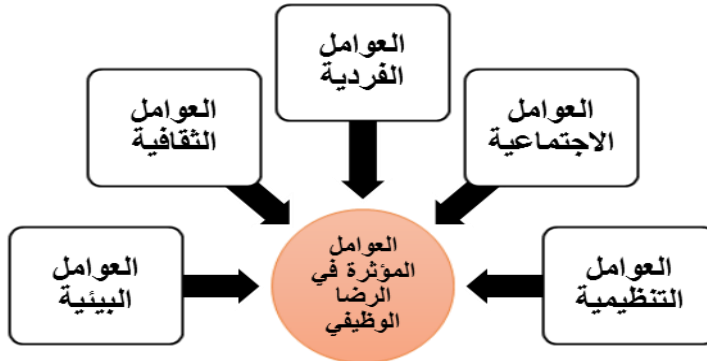 العوامل
الفردية
العوامل
الاجتماعية
العوامل
الثقافية
العوامل
التنظيمية
العوامل
المؤثرة في
الرضا
الوظيفي
العوامل
البيئية